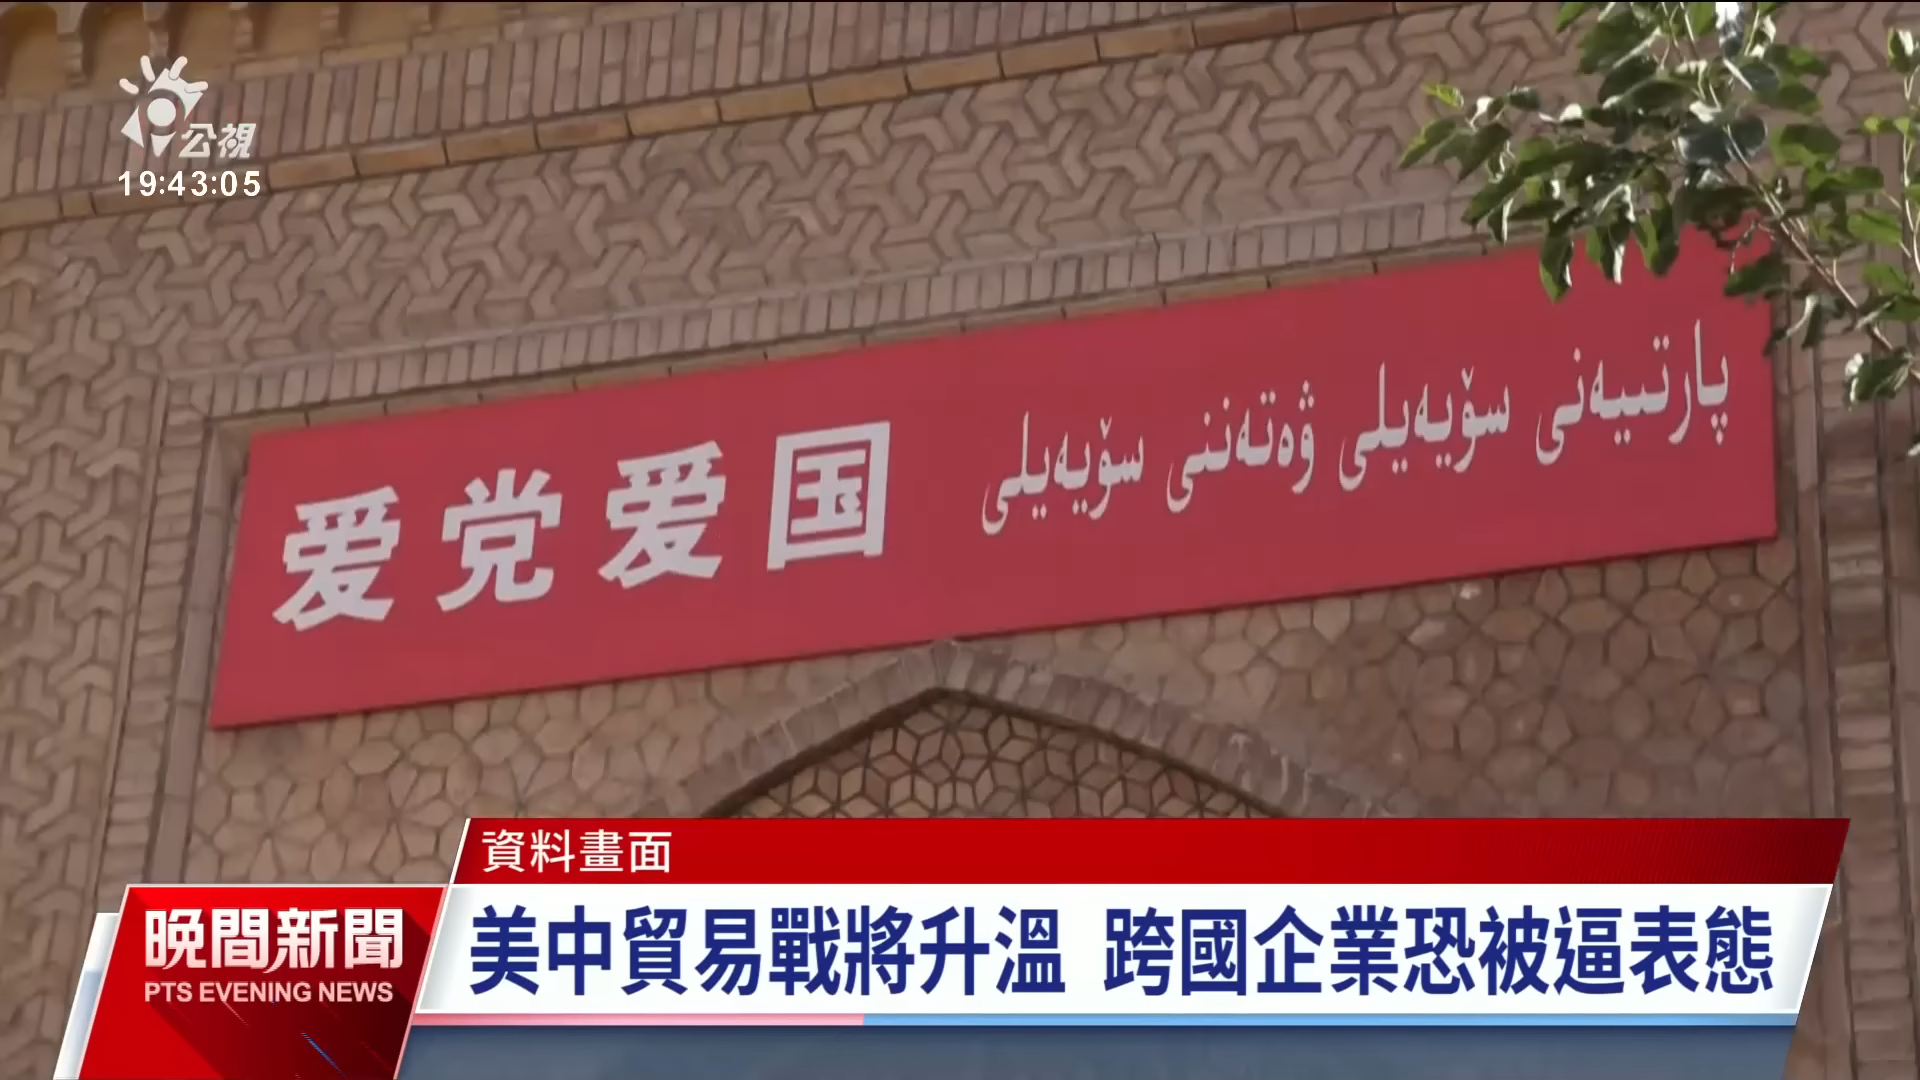 公視
19:43:05
爱党爱国
پارتىيەنى سۆيەيلى ۋەتەننى سۆيەيلى
資料畫面
晚間新聞
PTS EVENING NEWS
美中貿易戰將升溫 跨國企業恐被逼表態